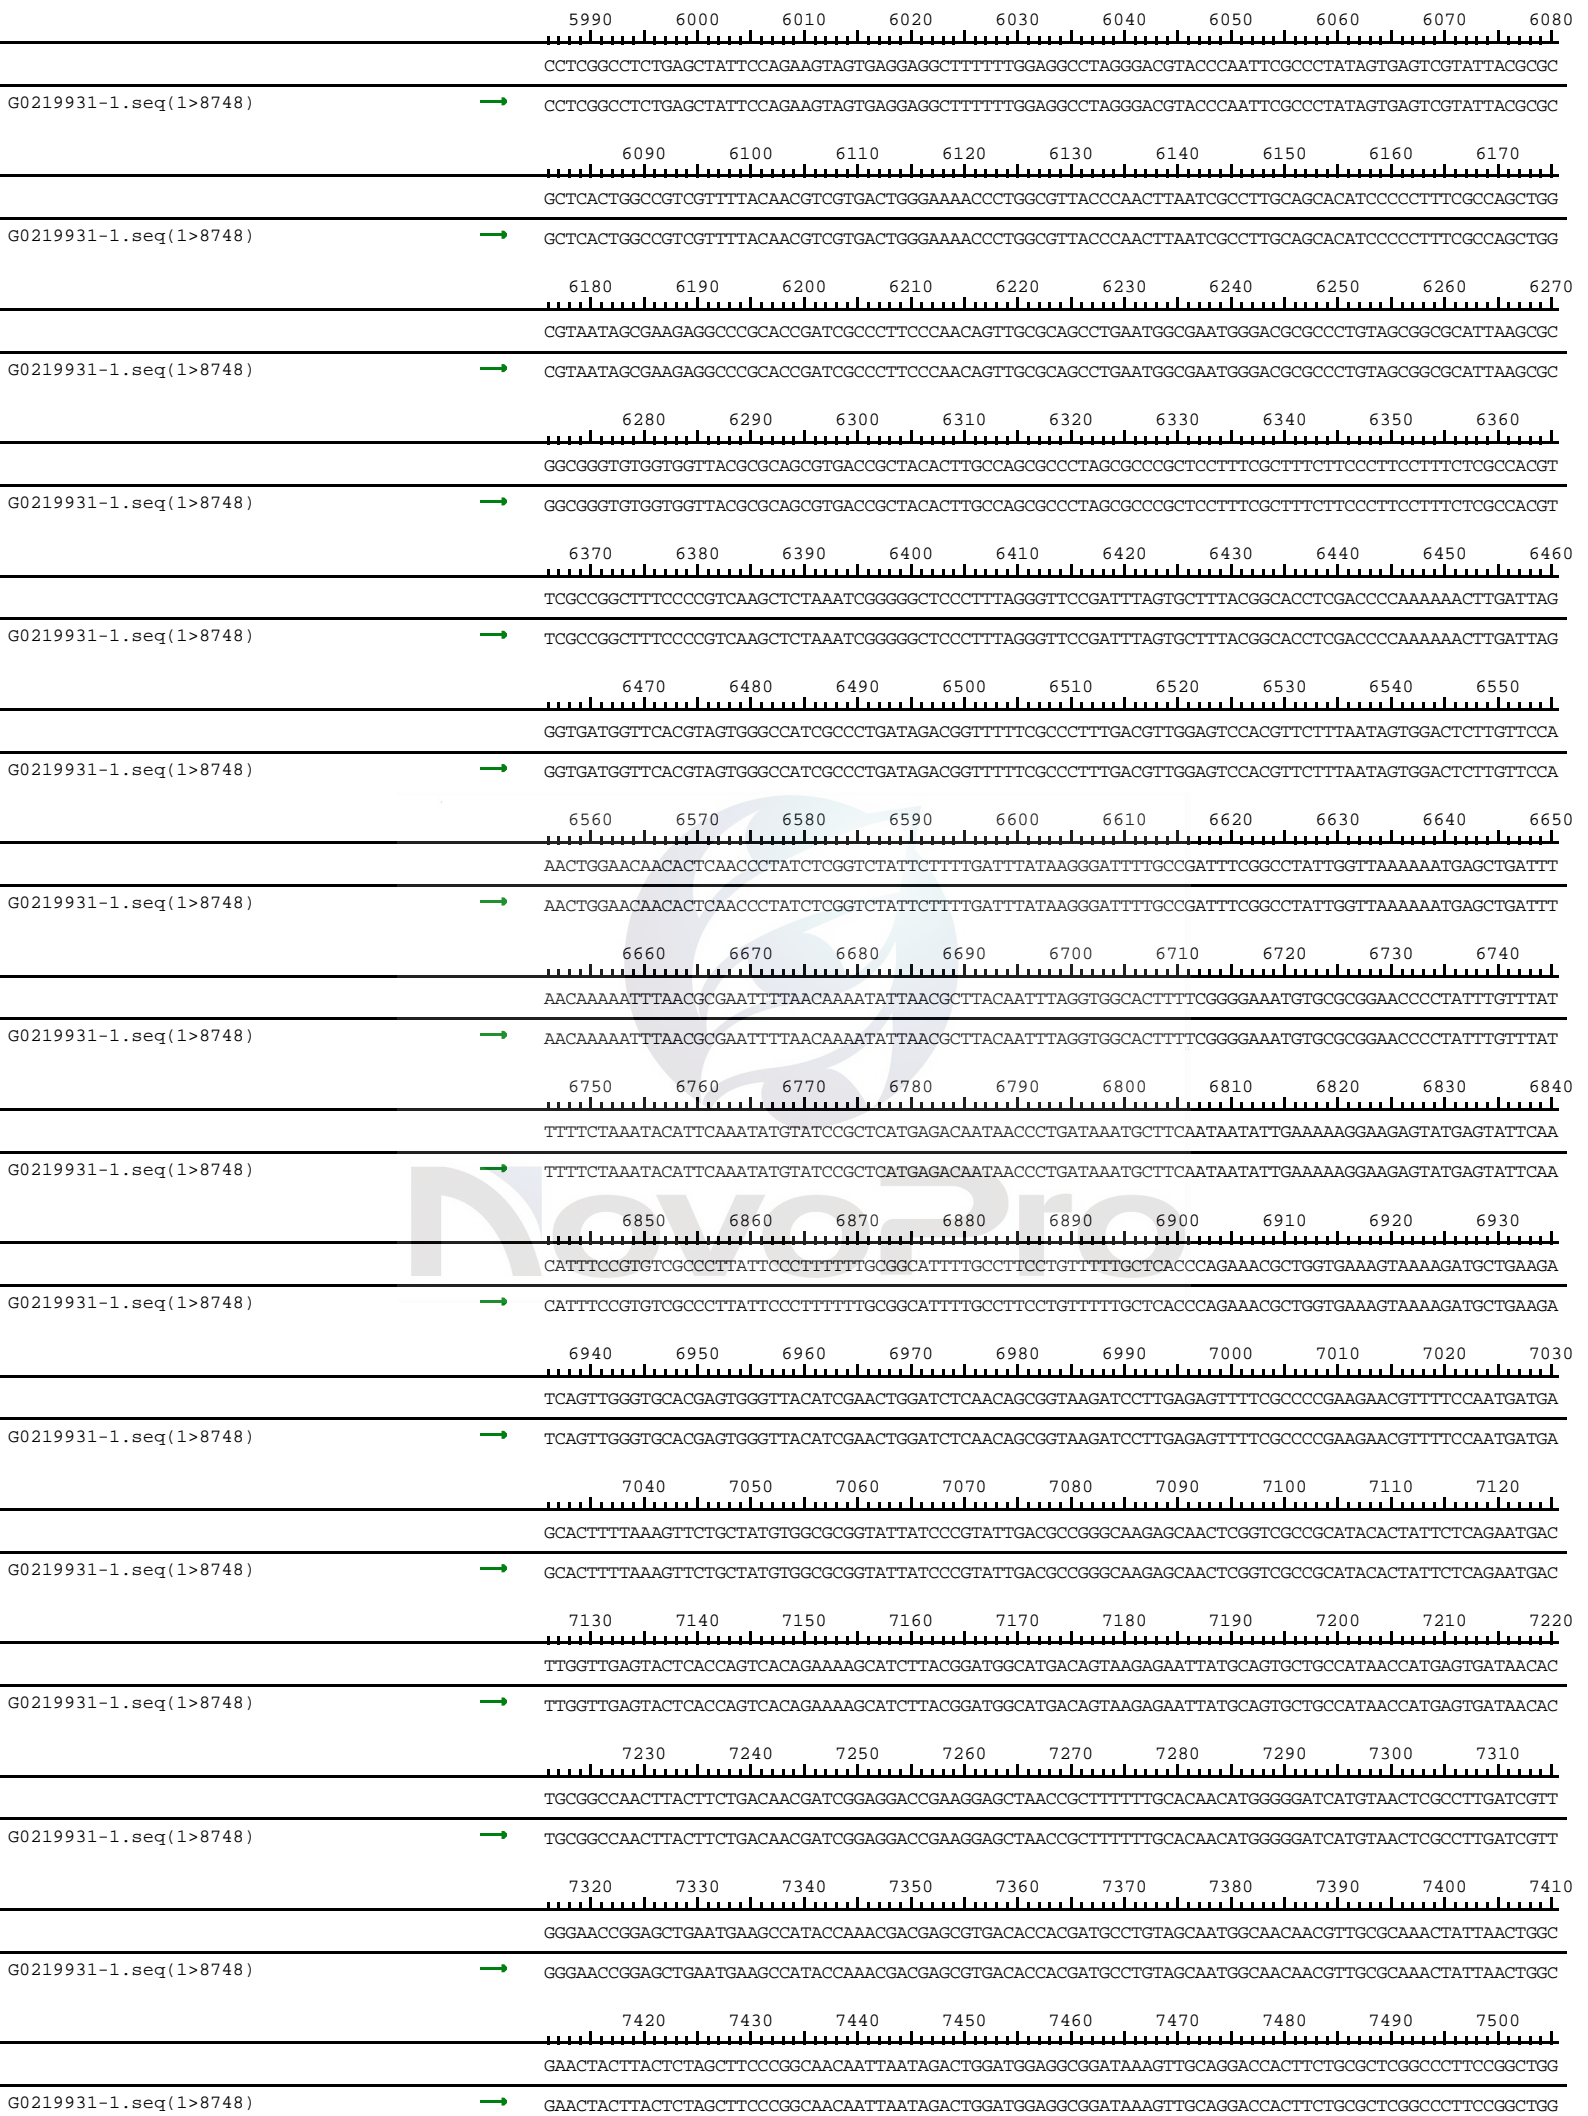 5990 6000 6010 6020 6030 6040 6050 6060 6070 6080
CCTCGGCCTCTGAGCTATTCCAGAAGTAGTGAGGAGGCTTTTTTGGAGGCCTAGGGACGTACCCAATTCGCCCTATAGTGAGTCGTATTACGCGC
G0219931-1.seq(1>8748) CCTCGGCCTCTGAGCTATTCCAGAAGTAGTGAGGAGGCTTTTTTGGAGGCCTAGGGACGTACCCAATTCGCCCTATAGTGAGTCGTATTACGCGC
6090 6100 6110 6120 6130 6140 6150 6160 6170
GCTCACTGGCCGTCGTTTTACAACGTCGTGACTGGGAAAACCCTGGCGTTACCCAACTTAATCGCCTTGCAGCACATCCCCCTTTCGCCAGCTGG
G0219931-1.seq(1>8748) GCTCACTGGCCGTCGTTTTACAACGTCGTGACTGGGAAAACCCTGGCGTTACCCAACTTAATCGCCTTGCAGCACATCCCCCTTTCGCCAGCTGG
6180 6190 6200 6210 6220 6230 6240 6250 6260 6270
CGTAATAGCGAAGAGGCCCGCACCGATCGCCCTTCCCAACAGTTGCGCAGCCTGAATGGCGAATGGGACGCGCCCTGTAGCGGCGCATTAAGCGC
G0219931-1.seq(1>8748) CGTAATAGCGAAGAGGCCCGCACCGATCGCCCTTCCCAACAGTTGCGCAGCCTGAATGGCGAATGGGACGCGCCCTGTAGCGGCGCATTAAGCGC
6280 6290 6300 6310 6320 6330 6340 6350 6360
GGCGGGTGTGGTGGTTACGCGCAGCGTGACCGCTACACTTGCCAGCGCCCTAGCGCCCGCTCCTTTCGCTTTCTTCCCTTCCTTTCTCGCCACGT
G0219931-1.seq(1>8748) GGCGGGTGTGGTGGTTACGCGCAGCGTGACCGCTACACTTGCCAGCGCCCTAGCGCCCGCTCCTTTCGCTTTCTTCCCTTCCTTTCTCGCCACGT
6370 6380 6390 6400 6410 6420 6430 6440 6450 6460
TCGCCGGCTTTCCCCGTCAAGCTCTAAATCGGGGGCTCCCTTTAGGGTTCCGATTTAGTGCTTTACGGCACCTCGACCCCAAAAAACTTGATTAG
G0219931-1.seq(1>8748) TCGCCGGCTTTCCCCGTCAAGCTCTAAATCGGGGGCTCCCTTTAGGGTTCCGATTTAGTGCTTTACGGCACCTCGACCCCAAAAAACTTGATTAG
6470 6480 6490 6500 6510 6520 6530 6540 6550
GGTGATGGTTCACGTAGTGGGCCATCGCCCTGATAGACGGTTTTTCGCCCTTTGACGTTGGAGTCCACGTTCTTTAATAGTGGACTCTTGTTCCA
G0219931-1.seq(1>8748) GGTGATGGTTCACGTAGTGGGCCATCGCCCTGATAGACGGTTTTTCGCCCTTTGACGTTGGAGTCCACGTTCTTTAATAGTGGACTCTTGTTCCA
6560 6570 6580 6590 6600 6610 6620 6630 6640 6650
AACTGGAACAACACTCAACCCTATCTCGGTCTATTCTTTTGATTTATAAGGGATTTTGCCGATTTCGGCCTATTGGTTAAAAAATGAGCTGATTT
G0219931-1.seq(1>8748) AACTGGAACAACACTCAACCCTATCTCGGTCTATTCTTTTGATTTATAAGGGATTTTGCCGATTTCGGCCTATTGGTTAAAAAATGAGCTGATTT
6660 6670 6680 6690 6700 6710 6720 6730 6740
AACAAAAATTTAACGCGAATTTTAACAAAATATTAACGCTTACAATTTAGGTGGCACTTTTCGGGGAAATGTGCGCGGAACCCCTATTTGTTTAT
G0219931-1.seq(1>8748) AACAAAAATTTAACGCGAATTTTAACAAAATATTAACGCTTACAATTTAGGTGGCACTTTTCGGGGAAATGTGCGCGGAACCCCTATTTGTTTAT
6750 6760 6770 6780 6790 6800 6810 6820 6830 6840
TTTTCTAAATACATTCAAATATGTATCCGCTCATGAGACAATAACCCTGATAAATGCTTCAATAATATTGAAAAAGGAAGAGTATGAGTATTCAA
G0219931-1.seq(1>8748) TTTTCTAAATACATTCAAATATGTATCCGCTCATGAGACAATAACCCTGATAAATGCTTCAATAATATTGAAAAAGGAAGAGTATGAGTATTCAA
NovoPro
6850 6860 6870 6880 6890 6900 6910 6920 6930
CATTTCCGTGTCGCCCTTATTCCCTTTTTTGCGGCATTTTGCCTTCCTGTTTTTGCTCACCCAGAAACGCTGGTGAAAGTAAAAGATGCTGAAGA
G0219931-1.seq(1>8748) CATTTCCGTGTCGCCCTTATTCCCTTTTTTGCGGCATTTTGCCTTCCTGTTTTTGCTCACCCAGAAACGCTGGTGAAAGTAAAAGATGCTGAAGA
6940 6950 6960 6970 6980 6990 7000 7010 7020 7030
TCAGTTGGGTGCACGAGTGGGTTACATCGAACTGGATCTCAACAGCGGTAAGATCCTTGAGAGTTTTCGCCCCGAAGAACGTTTTCCAATGATGA
G0219931-1.seq(1>8748) TCAGTTGGGTGCACGAGTGGGTTACATCGAACTGGATCTCAACAGCGGTAAGATCCTTGAGAGTTTTCGCCCCGAAGAACGTTTTCCAATGATGA
7040 7050 7060 7070 7080 7090 7100 7110 7120
GCACTTTTAAAGTTCTGCTATGTGGCGCGGTATTATCCCGTATTGACGCCGGGCAAGAGCAACTCGGTCGCCGCATACACTATTCTCAGAATGAC
G0219931-1.seq(1>8748) GCACTTTTAAAGTTCTGCTATGTGGCGCGGTATTATCCCGTATTGACGCCGGGCAAGAGCAACTCGGTCGCCGCATACACTATTCTCAGAATGAC
7130 7140 7150 7160 7170 7180 7190 7200 7210 7220
TTGGTTGAGTACTCACCAGTCACAGAAAAGCATCTTACGGATGGCATGACAGTAAGAGAATTATGCAGTGCTGCCATAACCATGAGTGATAACAC
G0219931-1.seq(1>8748) TTGGTTGAGTACTCACCAGTCACAGAAAAGCATCTTACGGATGGCATGACAGTAAGAGAATTATGCAGTGCTGCCATAACCATGAGTGATAACAC
7230 7240 7250 7260 7270 7280 7290 7300 7310
TGCGGCCAACTTACTTCTGACAACGATCGGAGGACCGAAGGAGCTAACCGCTTTTTTGCACAACATGGGGGATCATGTAACTCGCCTTGATCGTT
G0219931-1.seq(1>8748) TGCGGCCAACTTACTTCTGACAACGATCGGAGGACCGAAGGAGCTAACCGCTTTTTTGCACAACATGGGGGATCATGTAACTCGCCTTGATCGTT
7320 7330 7340 7350 7360 7370 7380 7390 7400 7410
GGGAACCGGAGCTGAATGAAGCCATACCAAACGACGAGCGTGACACCACGATGCCTGTAGCAATGGCAACAACGTTGCGCAAACTATTAACTGGC
G0219931-1.seq(1>8748) GGGAACCGGAGCTGAATGAAGCCATACCAAACGACGAGCGTGACACCACGATGCCTGTAGCAATGGCAACAACGTTGCGCAAACTATTAACTGGC
7420 7430 7440 7450 7460 7470 7480 7490 7500
GAACTACTTACTCTAGCTTCCCGGCAACAATTAATAGACTGGATGGAGGCGGATAAAGTTGCAGGACCACTTCTGCGCTCGGCCCTTCCGGCTGG
G0219931-1.seq(1>8748) GAACTACTTACTCTAGCTTCCCGGCAACAATTAATAGACTGGATGGAGGCGGATAAAGTTGCAGGACCACTTCTGCGCTCGGCCCTTCCGGCTGG